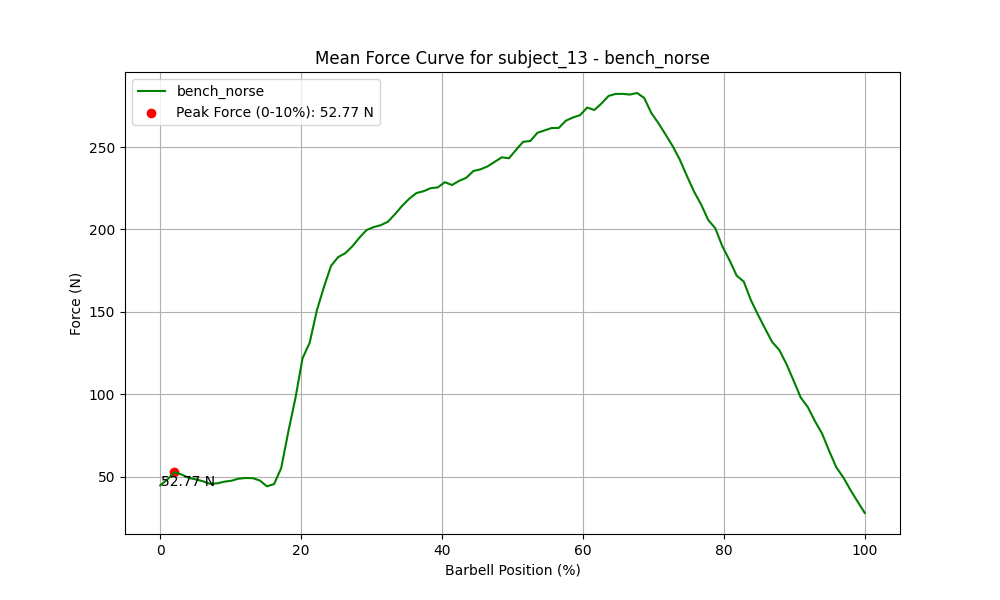 Mean Force Curve for subject_13 - bench_norse
bench_norse
Peak Force (0-10%): 52.77 N
250
200
150
100
50
52.77 N
Force (N)
0 20 40 60 80 100
Barbell Position (%)